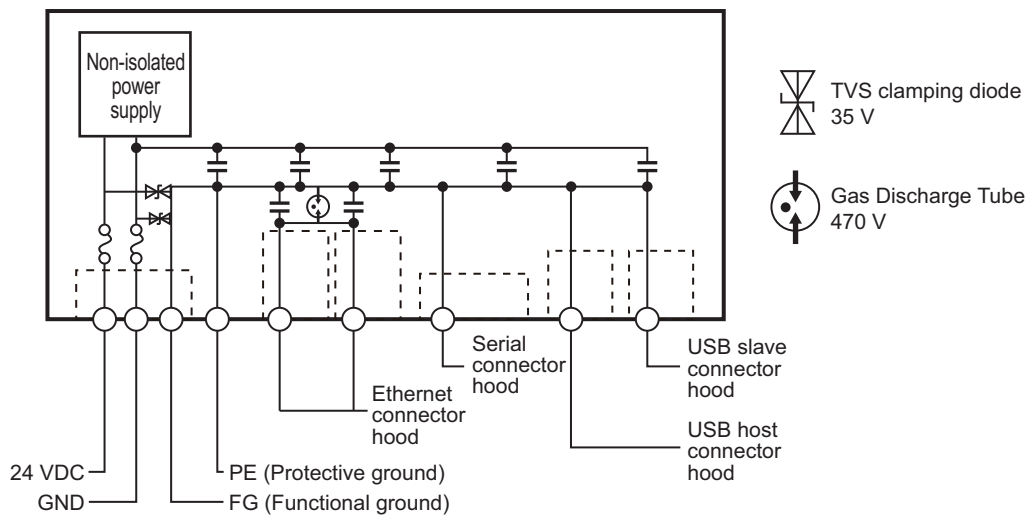 Non-isolated
power
supply
TVS clamping diode
35 V
Gas Discharge Tube
470 V
Serial
connector
hood
USB slave
connector
hood
Ethernet
connector
hood
USB host
connector
hood
24 VDC
PE (Protective ground)
GND
FG (Functional ground)